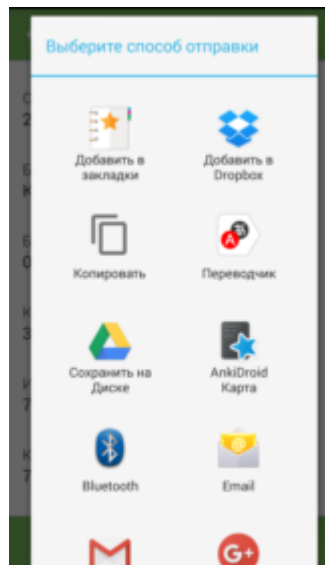 Выберите способ отправки
Добавить в
закладки
Добавить в
Dropbox
Копировать
Переводчик
Сохранить на
Диске
AnkiDroid
Карта
Bluetooth
Email
G+